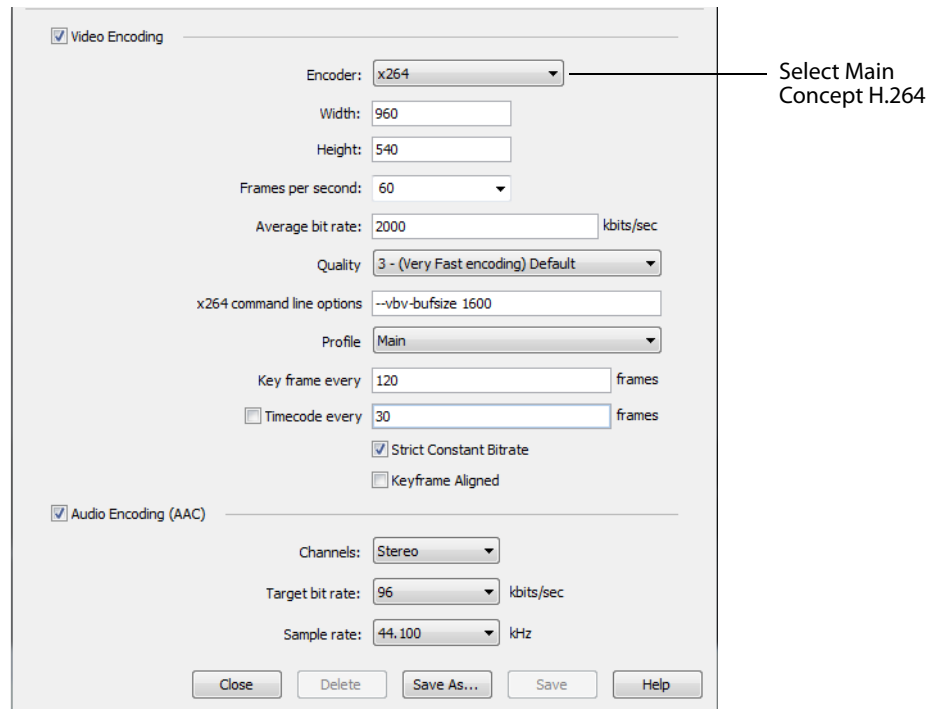 Video Encoding
Encoder: x264
Select Main
Concept H.264
Width: 960
Height: 540
Frames per second: 60
Average bit rate: 2000 kbits/sec
Quality 3 - (Very Fast encoding) Default
x264 command line options --vbv-bufsize 1600
Profile Main
Key frame every 120 frames
Timecode every 30 frames
Strict Constant Bitrate
Keyframe Aligned
Audio Encoding (AAC)
Channels: Stereo
Target bit rate: 96 kbits/sec
Sample rate: 44.100 kHz
Close Delete Save As... Save Help